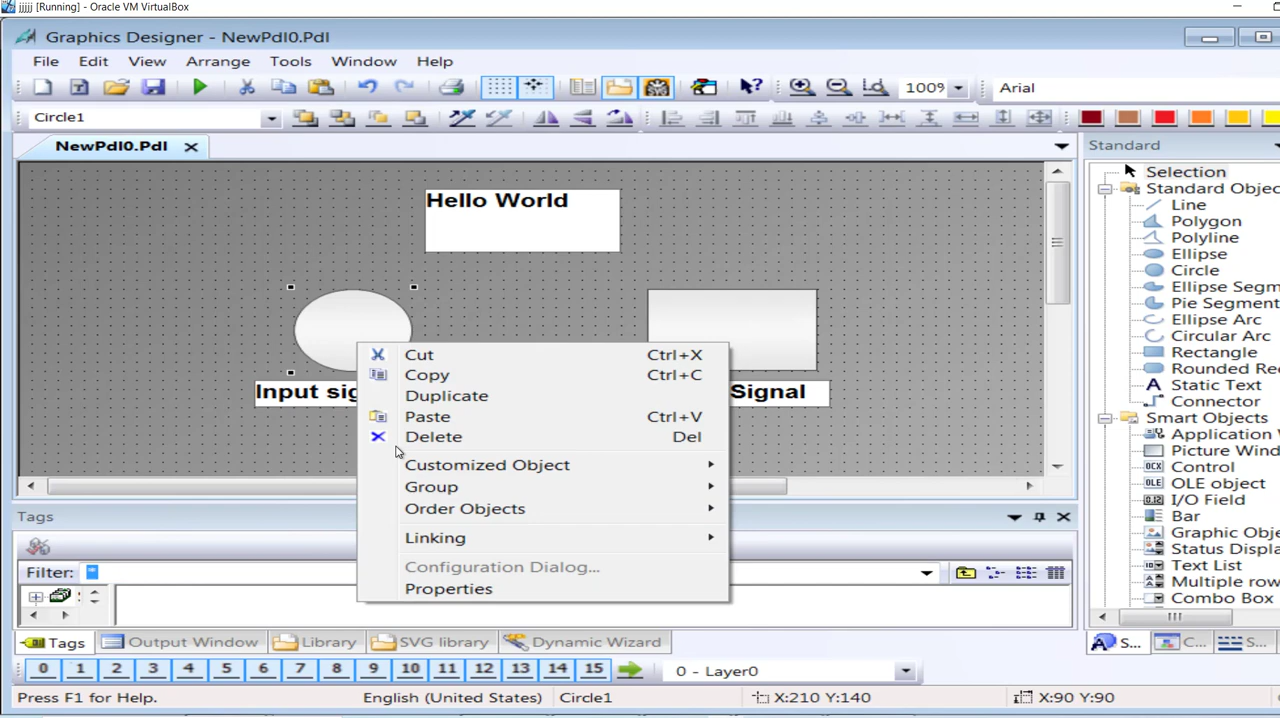 jjjjj [Running] - Oracle VM VirtualBox
Graphics Designer - NewPdl0.Pdl
File Edit View Arrange Tools Window Help
100% Arial
Circle1
NewPdl0.Pdl
Standard
Hello World
Selection
Standard Objec
Line
Polygon
Polyline
Ellipse
Circle
Ellipse Segm
Pie Segment
Ellipse Arc
Circular Arc
Rectangle
Rounded Rec
Static Text
Connector
Smart Objects
Application
Picture Wind
Control
OLE object
I/O Field
Bar
Graphic Obje
Status Displa
Text List
Multiple row
Combo Box
Input sig
Signal
Cut Ctrl+X
Copy Ctrl+C
Duplicate
Paste Ctrl+V
Delete Del
Customized Object
Group
Order Objects
Linking
Configuration Dialog...
Properties
Tags
Filter:
Tags Output Window Library SVG library Dynamic Wizard
S... C... S...
0 1 2 3 4 5 6 7 8 9 10 11 12 13 14 15 0 - Layer0
Press F1 for Help. English (United States) Circle1 X:210 Y:140 X:90 Y:90